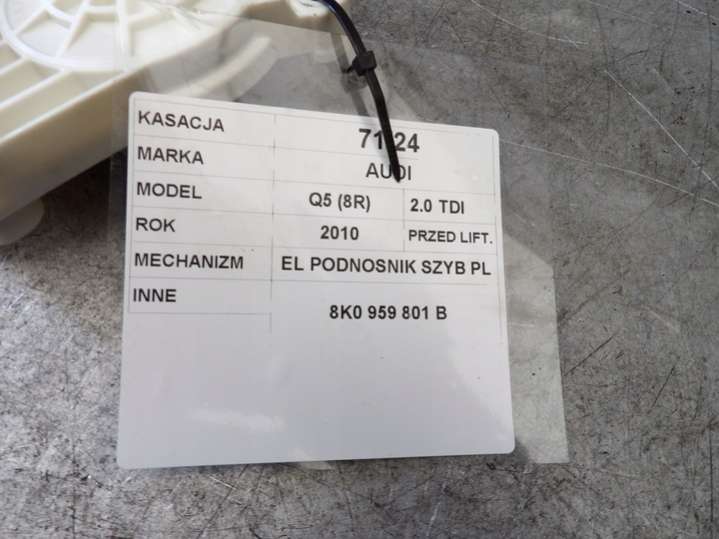 KASACJA 71/24
MARKA AUDI
MODEL Q5 (8R) 2.0 TDI
ROK 2010 PRZED LIFT.
MECHANIZM EL PODNOSNIK SZYB PL
INNE 8K0 959 801 B